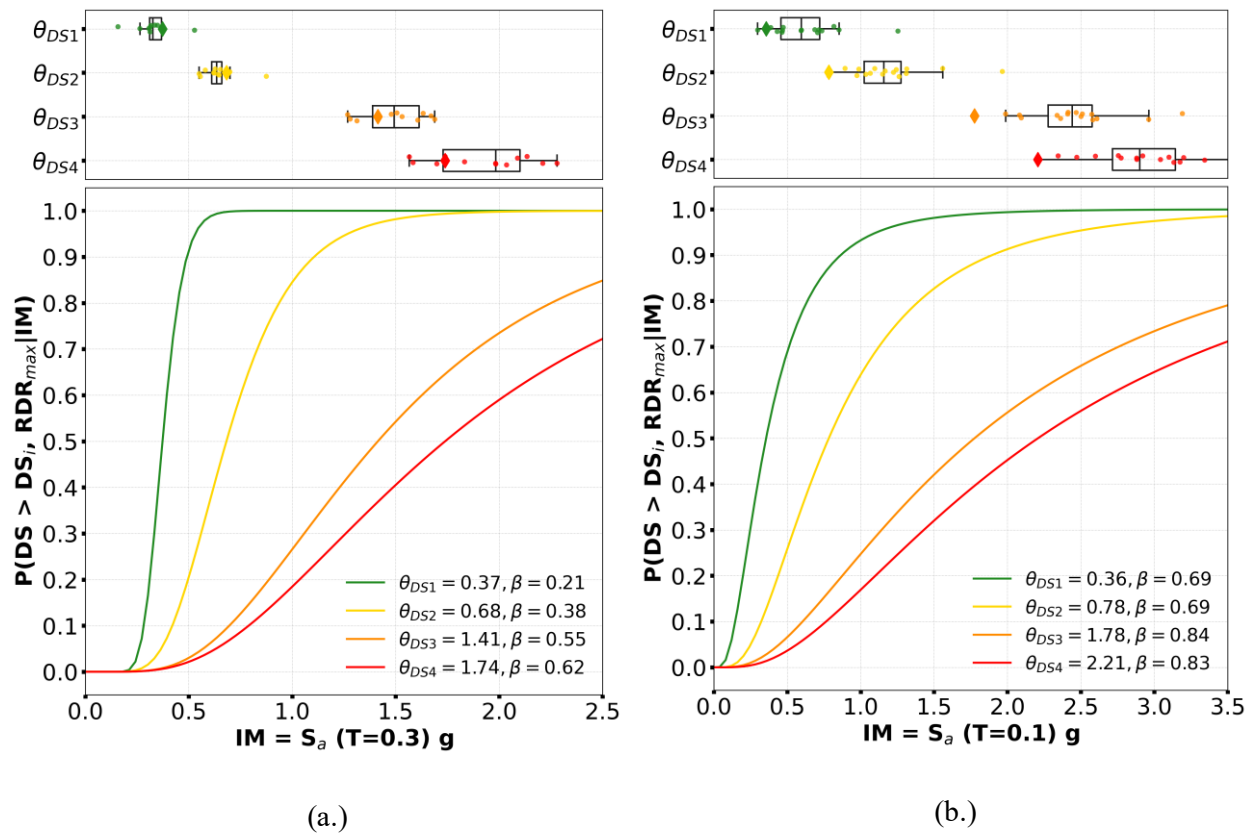 θDS1
θDS2
θDS3
θDS4
1.0
0.9
0.8
0.7
0.6
0.5
0.4
0.3
0.2
0.1
0.0
P(DS > DSi, RDRmax|IM)
θDS1 = 0.37, β = 0.21
θDS2 = 0.68, β = 0.38
θDS3 = 1.41, β = 0.55
θDS4 = 1.74, β = 0.62
0.0 0.5 1.0 1.5 2.0 2.5
IM = Sa (T=0.3) g
(a.)
θDS1
θDS2
θDS3
θDS4
1.0
0.9
0.8
0.7
0.6
0.5
0.4
0.3
0.2
0.1
0.0
P(DS > DSi, RDRmax|IM)
θDS1 = 0.36, β = 0.69
θDS2 = 0.78, β = 0.69
θDS3 = 1.78, β = 0.84
θDS4 = 2.21, β = 0.83
0.0 0.5 1.0 1.5 2.0 2.5 3.0 3.5
IM = Sa (T=0.1) g
(b.)